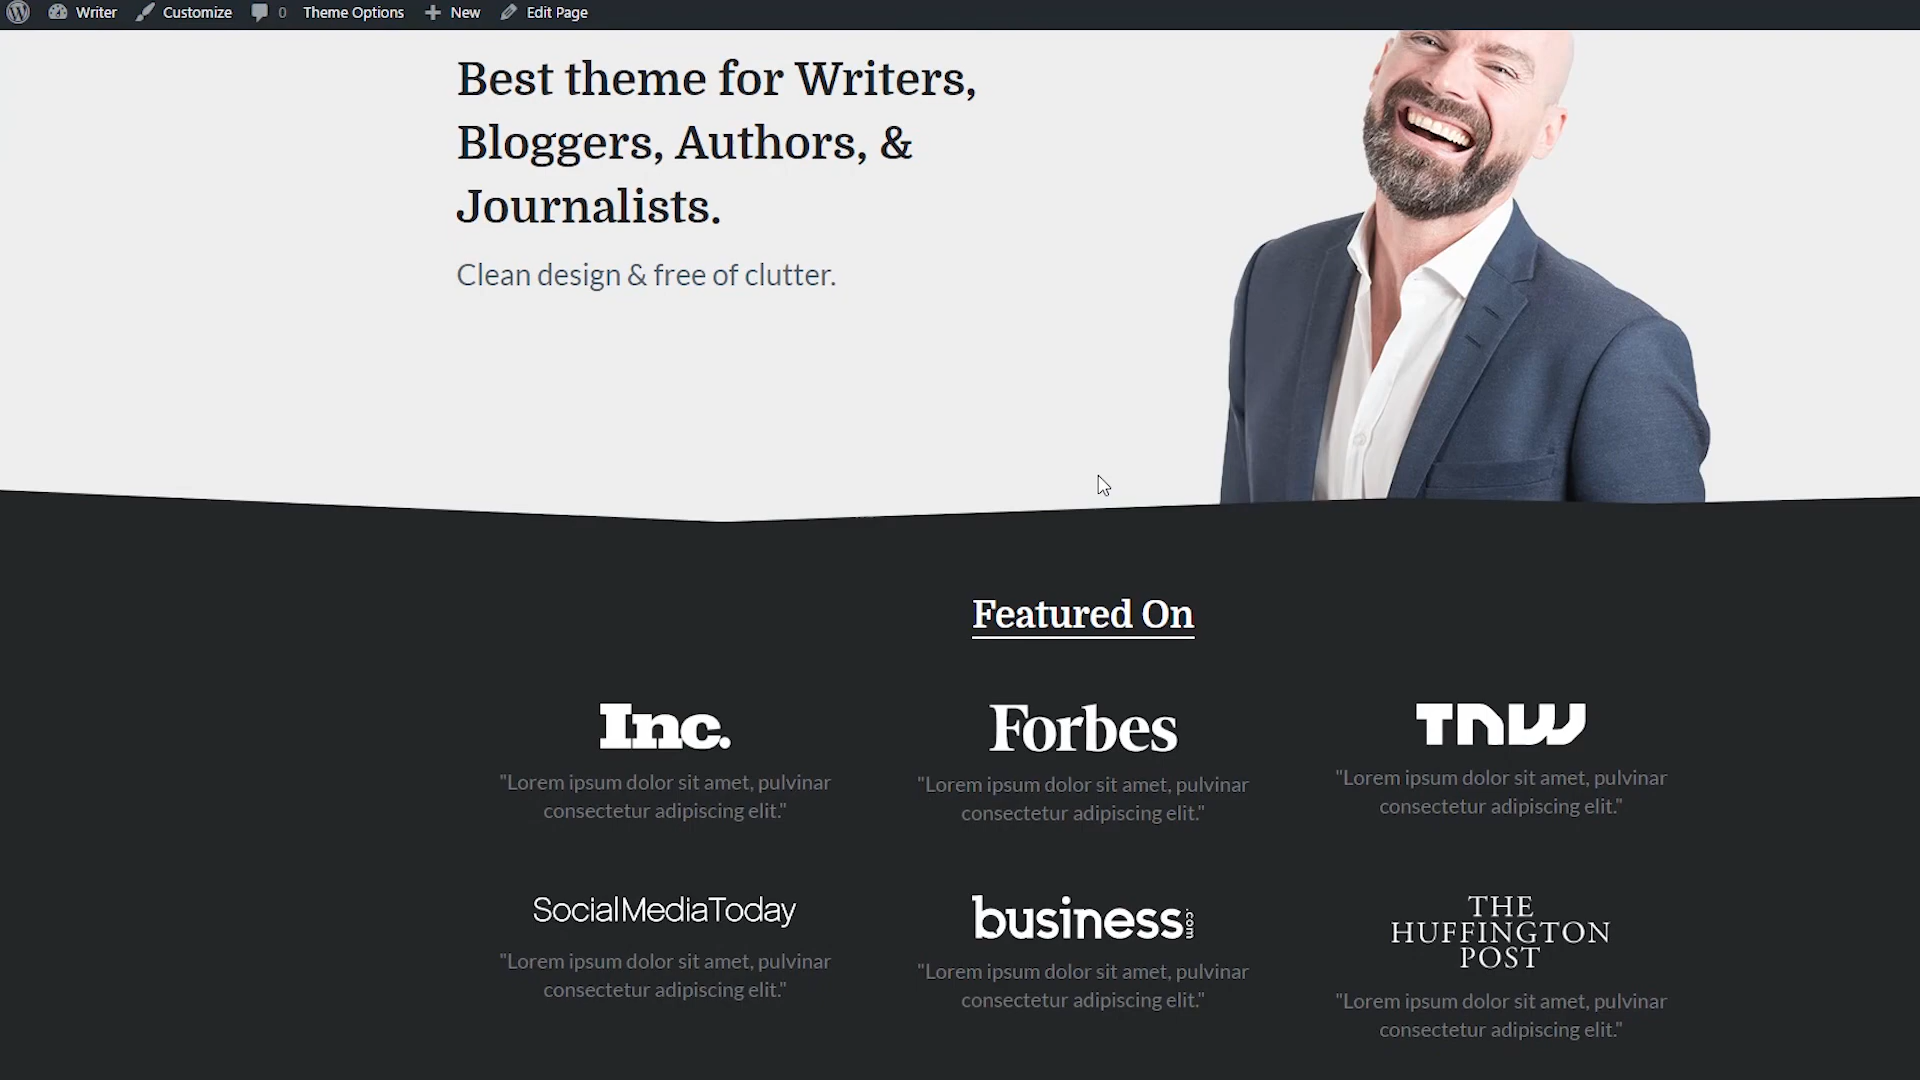 Writer Customize 0 Theme Options New Edit Page
Best theme for Writers,
Bloggers, Authors, &
Journalists.
Clean design & free of clutter.
Featured On
Inc.
"Lorem ipsum dolor sit amet, pulvinar
consectetur adipiscing elit."
Forbes
"Lorem ipsum dolor sit amet, pulvinar
consectetur adipiscing elit."
TNW
"Lorem ipsum dolor sit amet, pulvinar
consectetur adipiscing elit."
SocialMediaToday
"Lorem ipsum dolor sit amet, pulvinar
consectetur adipiscing elit."
business.com
"Lorem ipsum dolor sit amet, pulvinar
consectetur adipiscing elit."
THE
HUFFINGTON
POST
"Lorem ipsum dolor sit amet, pulvinar
consectetur adipiscing elit."